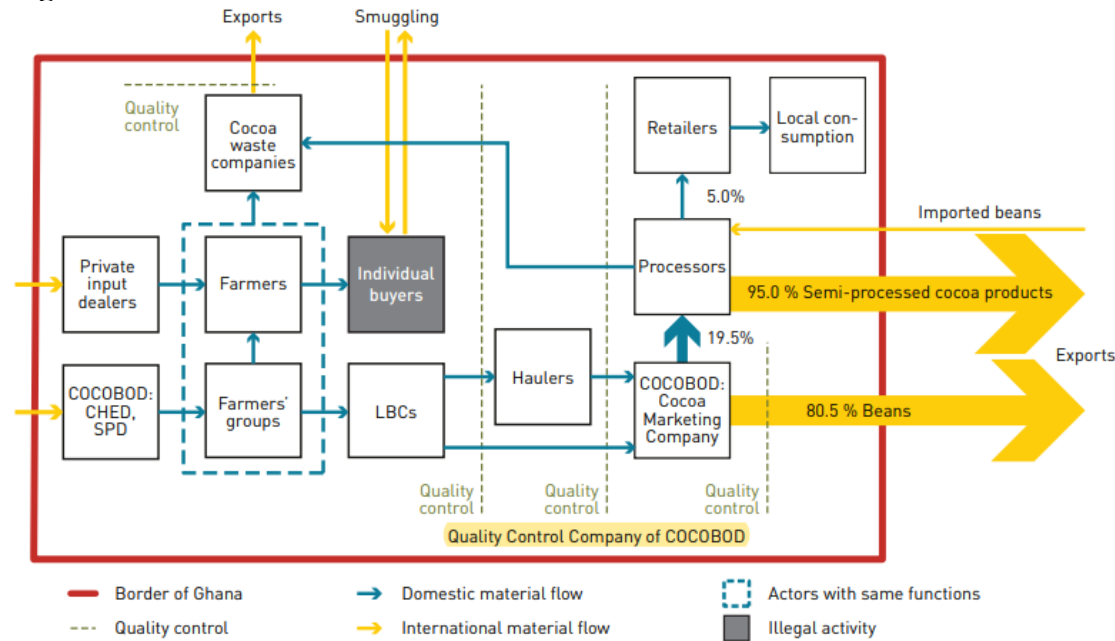 Exports
Smuggling
Quality
control
Cocoa
waste
companies
Retailers
Local con-
sumption
5.0%
Imported beans
Private
input
dealers
Farmers
Individual
buyers
Processors
95.0 % Semi-processed cocoa products
19.5%
Exports
COCOBOD:
CHED,
SPD
Farmers'
groups
LBCs
Haulers
COCOBOD:
Cocoa
Marketing
Company
80.5 % Beans
Quality
control
Quality
control
Quality
control
Quality Control Company of COCOBOD
Border of Ghana
Domestic material flow
Actors with same functions
Quality control
International material flow
Illegal activity